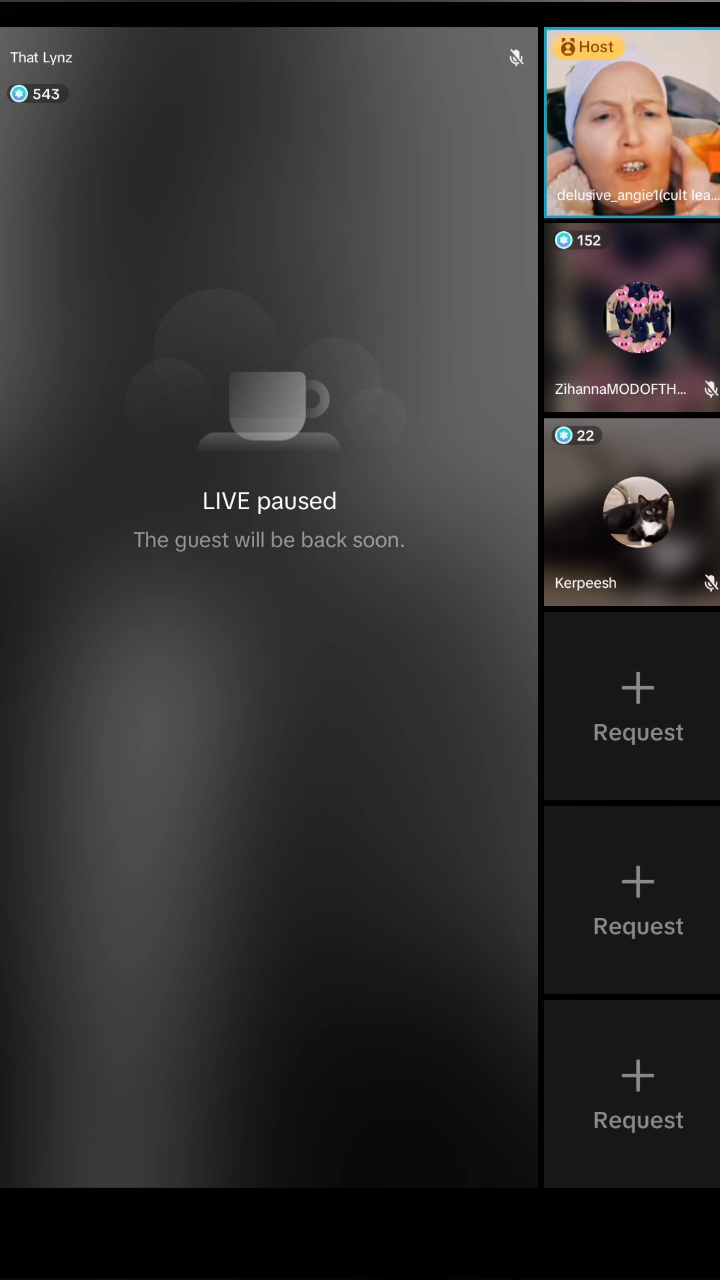 That Lynz
543
LIVE paused
The guest will be back soon.
Host
delusive_angie1(cult lea...
152
ZihannaMODOFTH...
22
Kerpeesh
Request
Request
Request